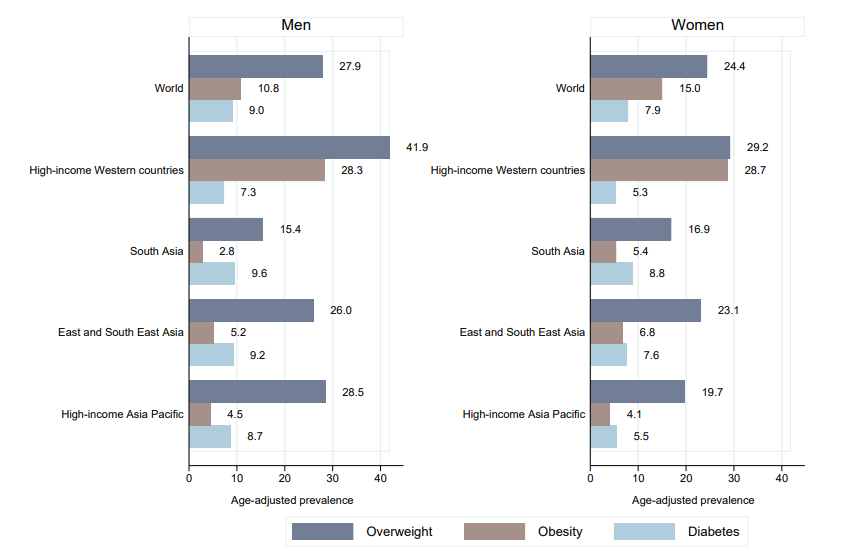 Men
World
27.9
10.8
9.0
High-income Western countries
41.9
28.3
7.3
South Asia
15.4
2.8
9.6
East and South East Asia
26.0
5.2
9.2
High-income Asia Pacific
28.5
4.5
8.7
0 10 20 30 40
Age-adjusted prevalence
Women
World
24.4
15.0
7.9
High-income Western countries
29.2
28.7
5.3
South Asia
16.9
5.4
8.8
East and South East Asia
23.1
6.8
7.6
High-income Asia Pacific
19.7
4.1
5.5
0 10 20 30 40
Age-adjusted prevalence
Overweight Obesity Diabetes